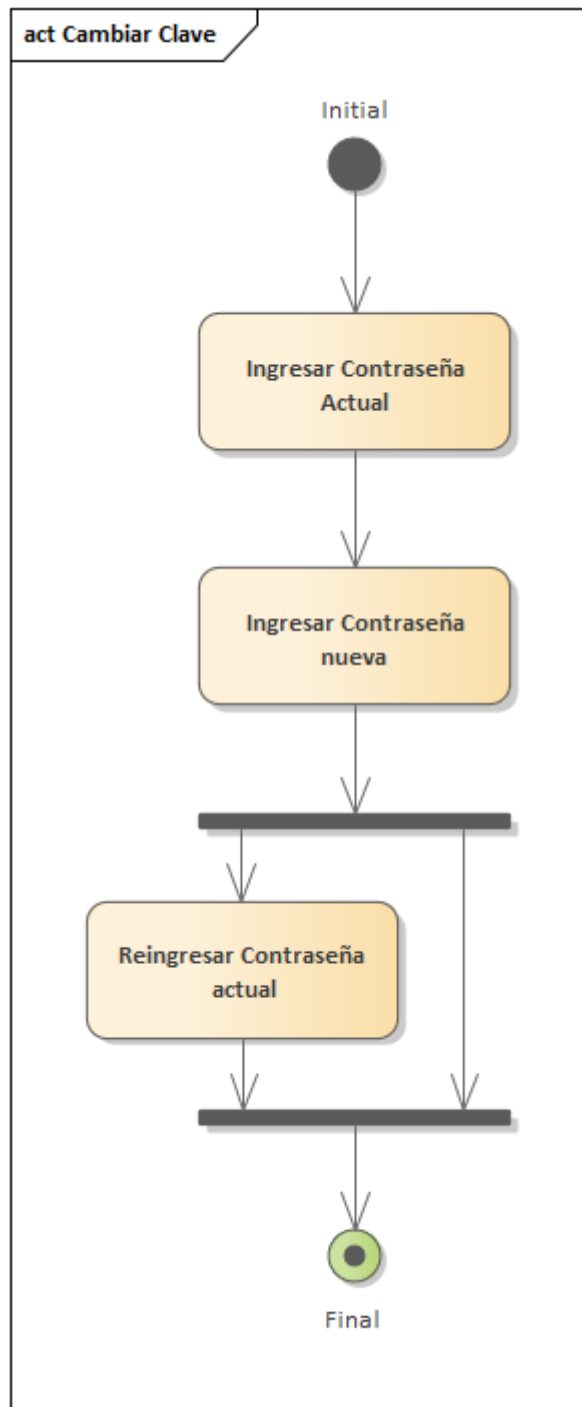 act Cambiar Clave
Initial
Ingresar Contraseña
Actual
Ingresar Contraseña
nueva
Reingresar Contraseña
actual
Final